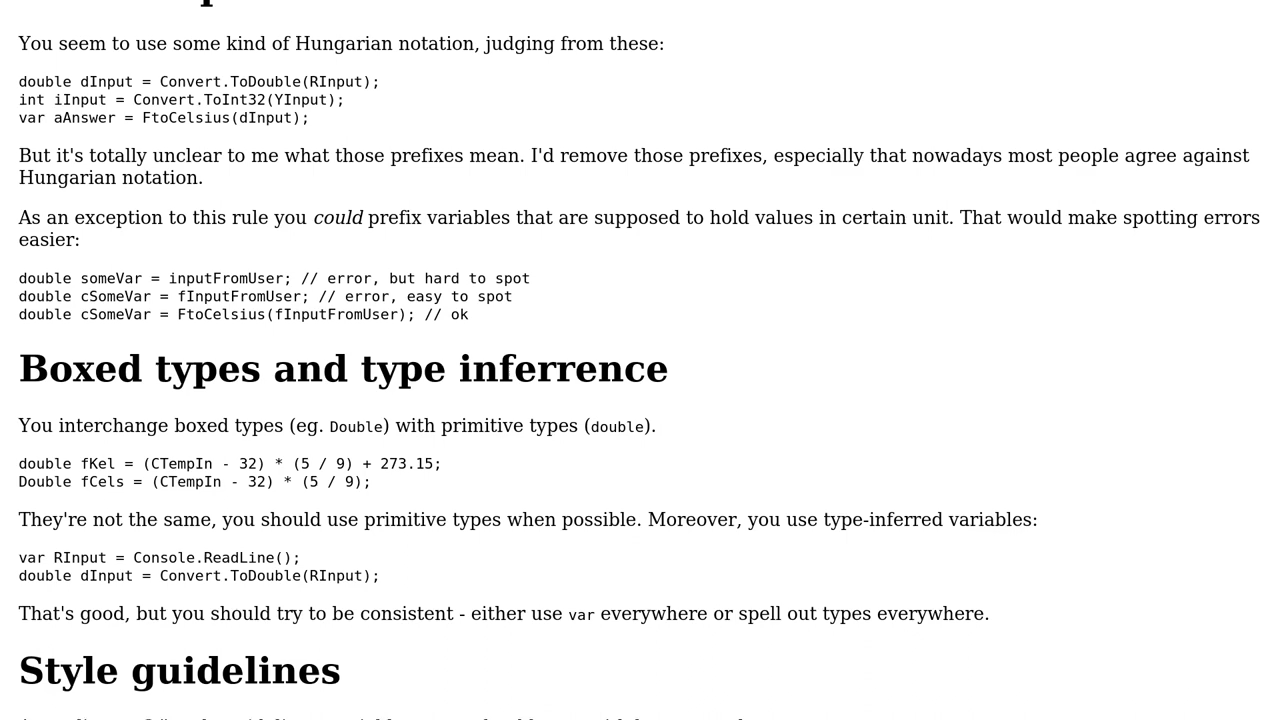 You seem to use some kind of Hungarian notation, judging from these:
double dInput = Convert.ToDouble(RInput);
int iInput = Convert.ToInt32(YInput);
var aAnswer = FtoCelsius(dInput);
But it's totally unclear to me what those prefixes mean. I'd remove those prefixes, especially that nowadays most people agree against
Hungarian notation.
As an exception to this rule you could prefix variables that are supposed to hold values in certain unit. That would make spotting errors
easier:
double someVar = inputFromUser; // error, but hard to spot
double cSomeVar = fInputFromUser; // error, easy to spot
double cSomeVar = FtoCelsius(fInputFromUser); // ok
Boxed types and type inferrence
You interchange boxed types (eg. Double) with primitive types (double).
double fKel = (CTempIn - 32) * (5 / 9) + 273.15;
Double fCels = (CTempIn - 32) * (5 / 9);
They're not the same, you should use primitive types when possible. Moreover, you use type-inferred variables:
var RInput = Console.ReadLine();
double dInput = Convert.ToDouble(RInput);
That's good, but you should try to be consistent - either use var everywhere or spell out types everywhere.
Style guidelines